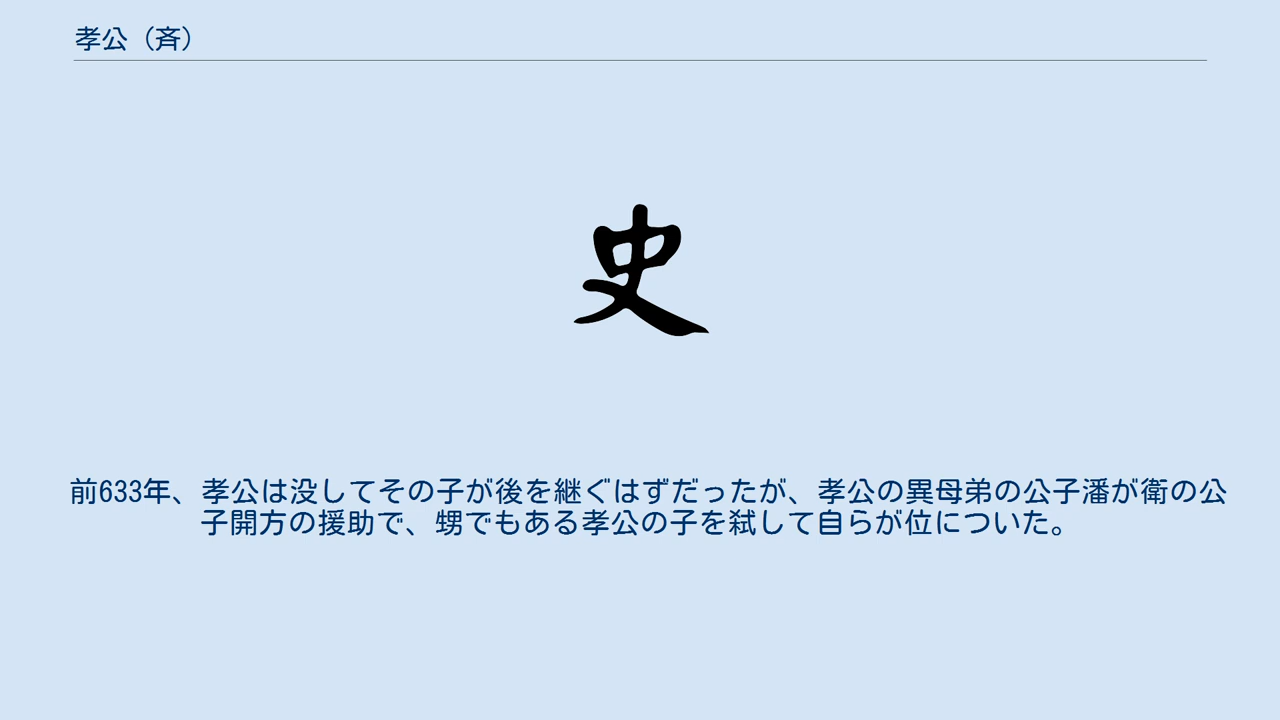 孝公（斉）
史
前633年、孝公は没してその子が後を継ぐはずだったが、孝公の異母弟の公子潘が衛の公
子開方の援助で、甥でもある孝公の子を弑して自らが位についた。